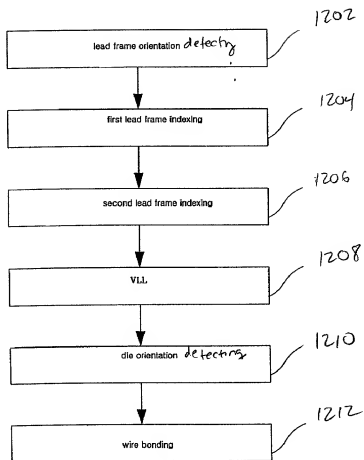 1202
lead frame orientation detecting
1204
first lead frame indexing
1206
second lead frame indexing
1208
VLL
1210
die orientation detecting
1212
wire bonding